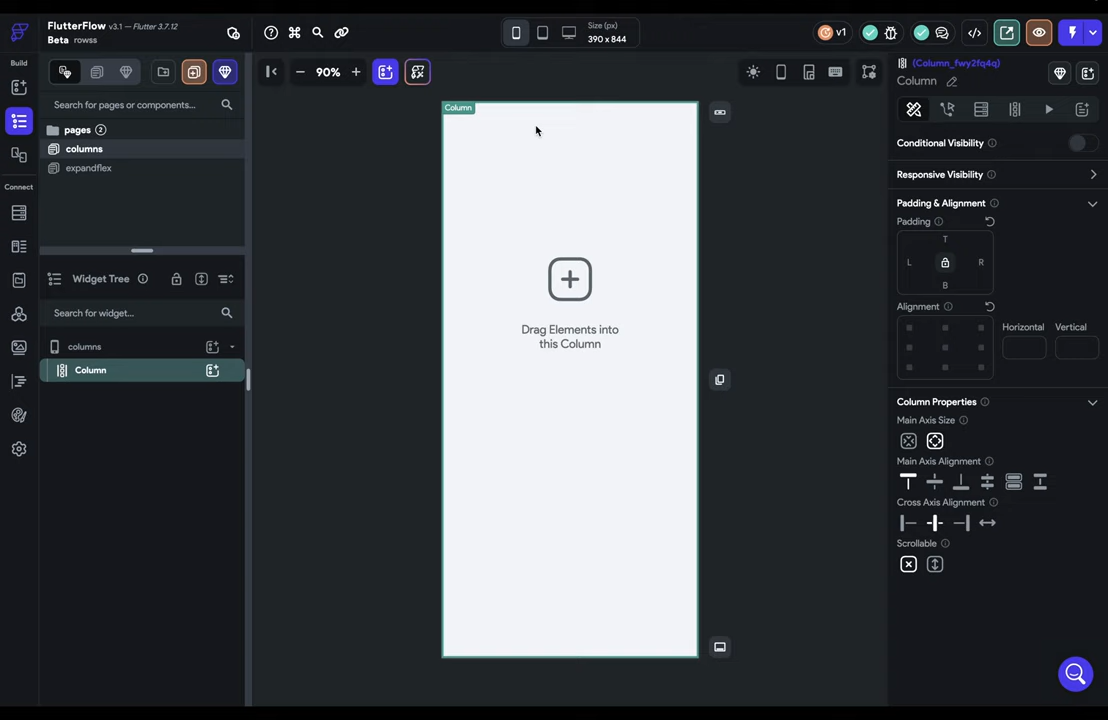 FlutterFlow v3.1 - Flutter 3.7.12
Beta rowss
Size (px)
390 x 844
v1
Build
90%
(Column_fwy2fq4q)
Column
Search for pages or components...
pages 2
columns
expandflex
Connect
Column
Conditional Visibility
Responsive Visibility
Padding & Alignment
Padding
T
L
R
B
Alignment
Horizontal
Vertical
Widget Tree
Search for widget...
columns
Column
Drag Elements into
this Column
Column Properties
Main Axis Size
Main Axis Alignment
Cross Axis Alignment
Scrollable